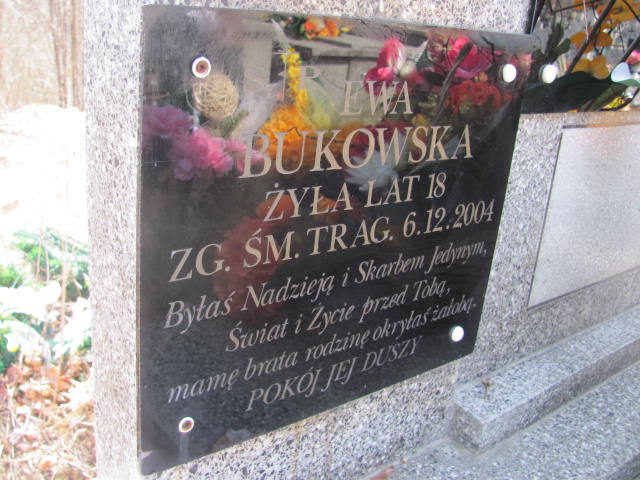 EWA
BUKOWSKA
ŻYŁA LAT 18
ZG. ŚM. TRAG. 6.12.2004
Byłaś Nadzieją i Skarbem Jedynym,
Świat i Życie przed Tobą,
mamę brata rodzinę okryłaś żałobą.
POKÓJ JEJ DUSZY